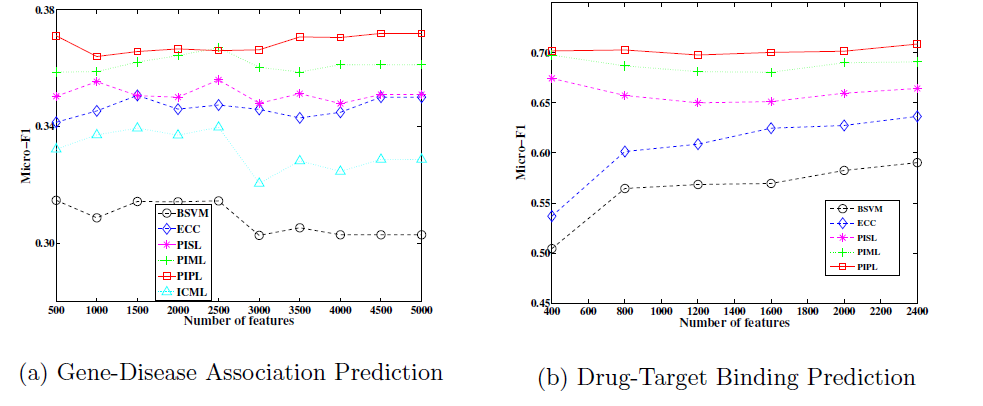 0.38
0.34
0.30
Micro−F1
BSVM
ECC
PISL
PIML
PIPL
ICML
500 1000 1500 2000 2500 3000 3500 4000 4500 5000
Number of features
(a) Gene-Disease Association Prediction
0.70
0.65
0.60
0.55
0.50
0.45
Micro−F1
BSVM
ECC
PISL
PIML
PIPL
400 600 800 1000 1200 1400 1600 1800 2000 2200 2400
Number of features
(b) Drug-Target Binding Prediction